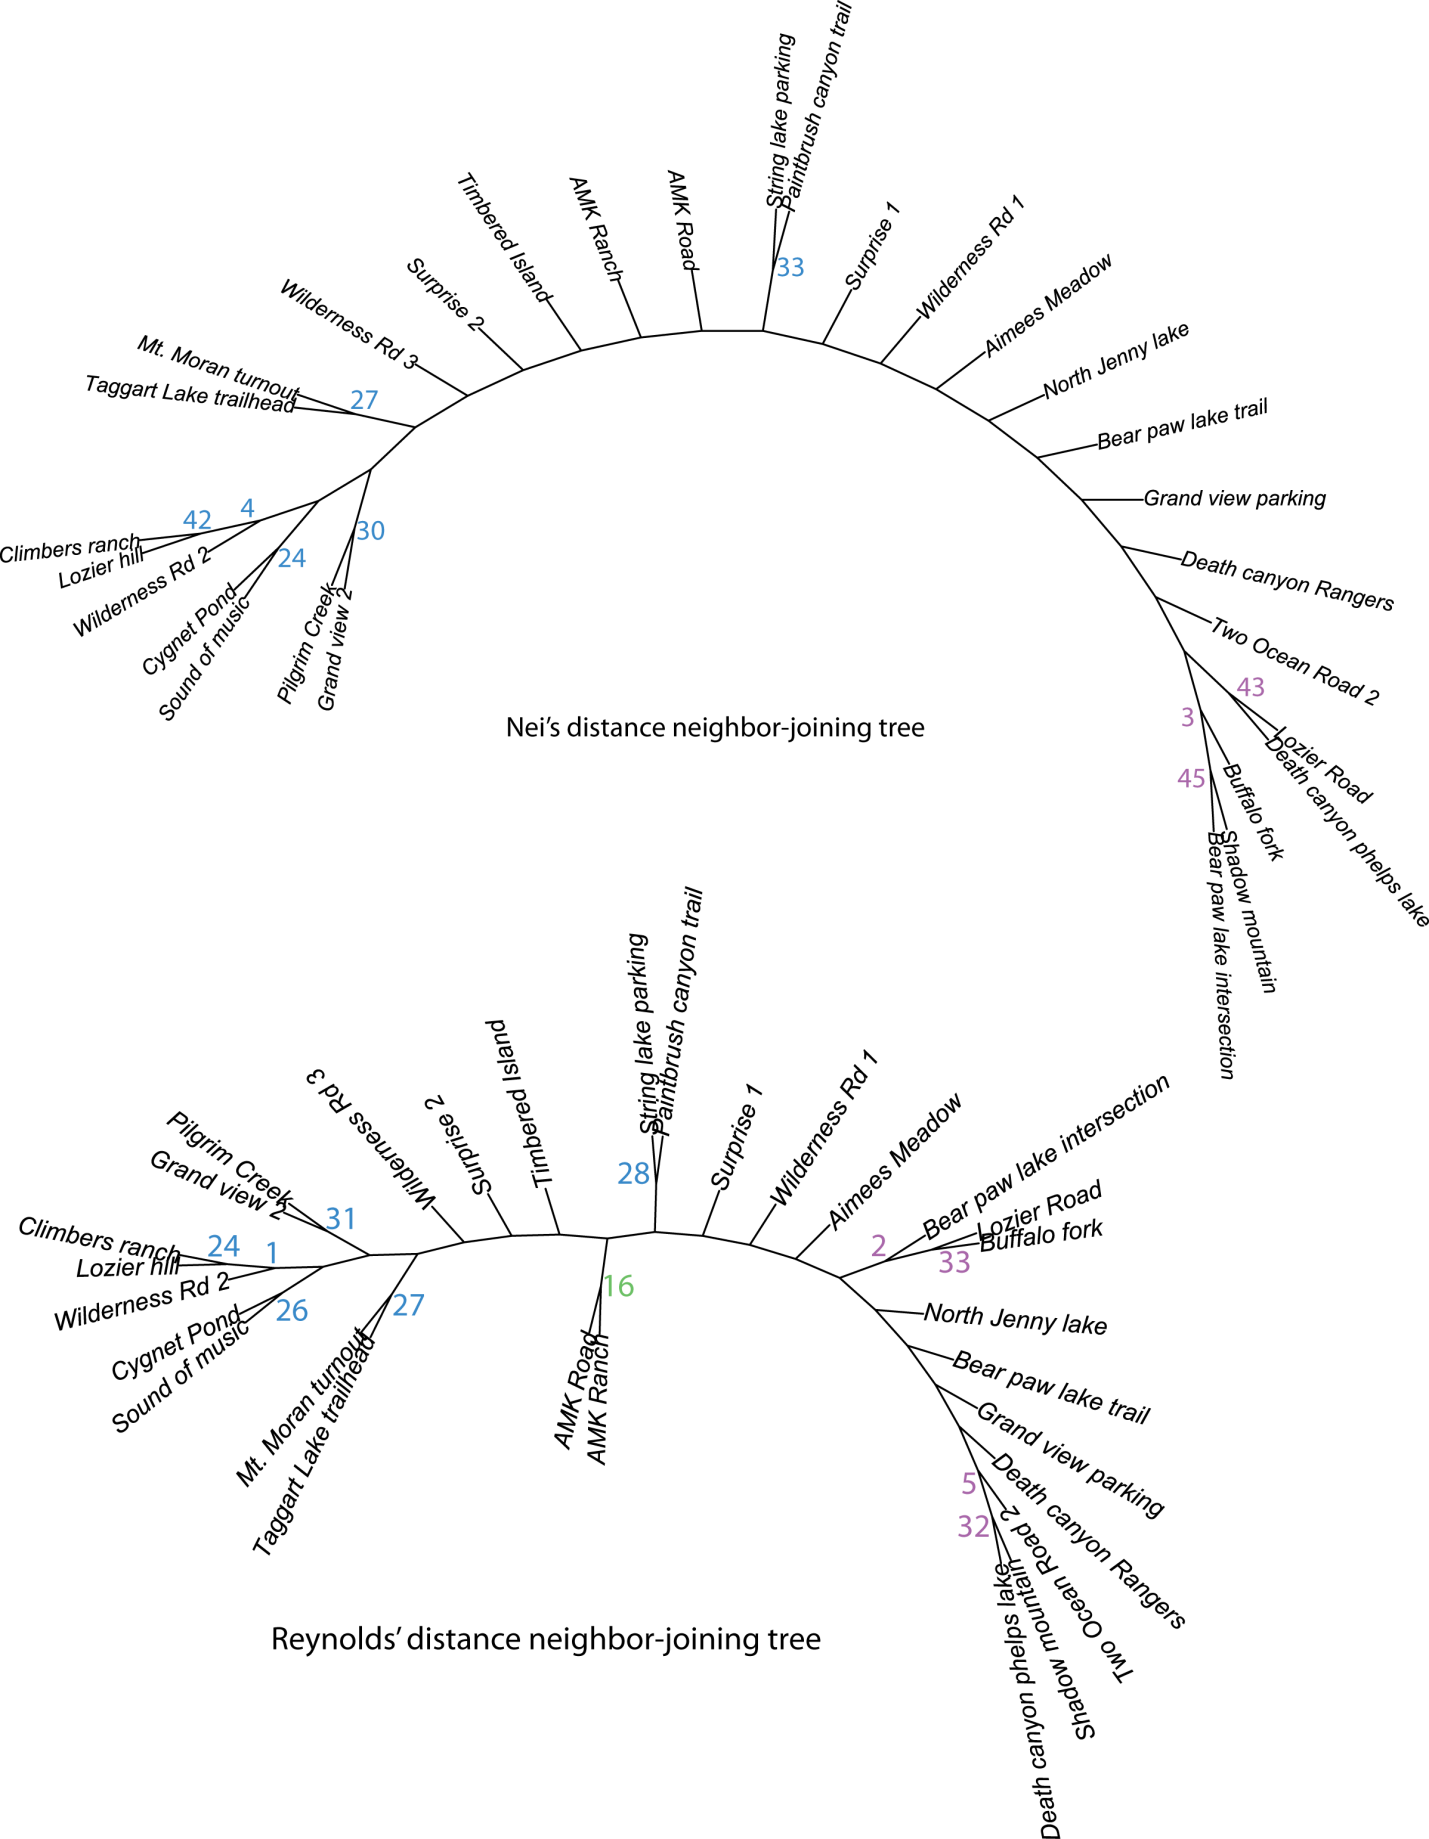 String lake parking
Paintbrush canyon trail
33
AMK Road
AMK Ranch
Timbered Island
Surprise 2
Wilderness Rd 3
Mt. Moran turnout
Taggart Lake trailhead
27
Surprise 1
Wilderness Rd 1
Aimees Meadow
North Jenny lake
Bear paw lake trail
Grand view parking
Death canyon Rangers
Two Ocean Road 2
42
4
Climbers ranch
Lozier hill
Wilderness Rd 2
24
Cygnet Pond
Sound of music
30
Pilgrim Creek
Grand view 2
43
Lozier Road
Death canyon phelps lake
3
45
Buffalo fork
Shadow mountain
Bear paw lake intersection
Nei's distance neighbor-joining tree
String lake parking
Paintbrush canyon trail
28
Timbered Island
Surprise 2
Wilderness Rd 3
Pilgrim Creek
Grand view 2
31
Climbers ranch
Lozier hill
24
1
Wilderness Rd 2
Cygnet Pond
Sound of music
26
27
Mt. Moran turnout
Taggart Lake trailhead
16
AMK Road
AMK Ranch
Surprise 1
Wilderness Rd 1
Aimees Meadow
2
Bear paw lake intersection
Lozier Road
Buffalo fork
33
North Jenny lake
Bear paw lake trail
Grand view parking
Death canyon Rangers
5
32
Two Ocean Road 2
Shadow mountain
Death canyon phelps lake
Reynolds' distance neighbor-joining tree